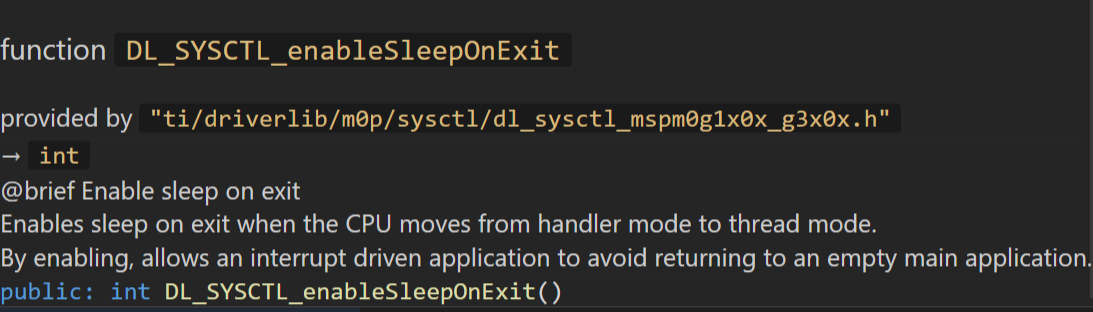 function DL_SYSCTL_enableSleepOnExit
provided by "ti/driverlib/m0p/sysctl/dl_sysctl_mspm0g1x0x_g3x0x.h"
→ int
@brief Enable sleep on exit
Enables sleep on exit when the CPU moves from handler mode to thread mode.
By enabling, allows an interrupt driven application to avoid returning to an empty main application.
public: int DL_SYSCTL_enableSleepOnExit()